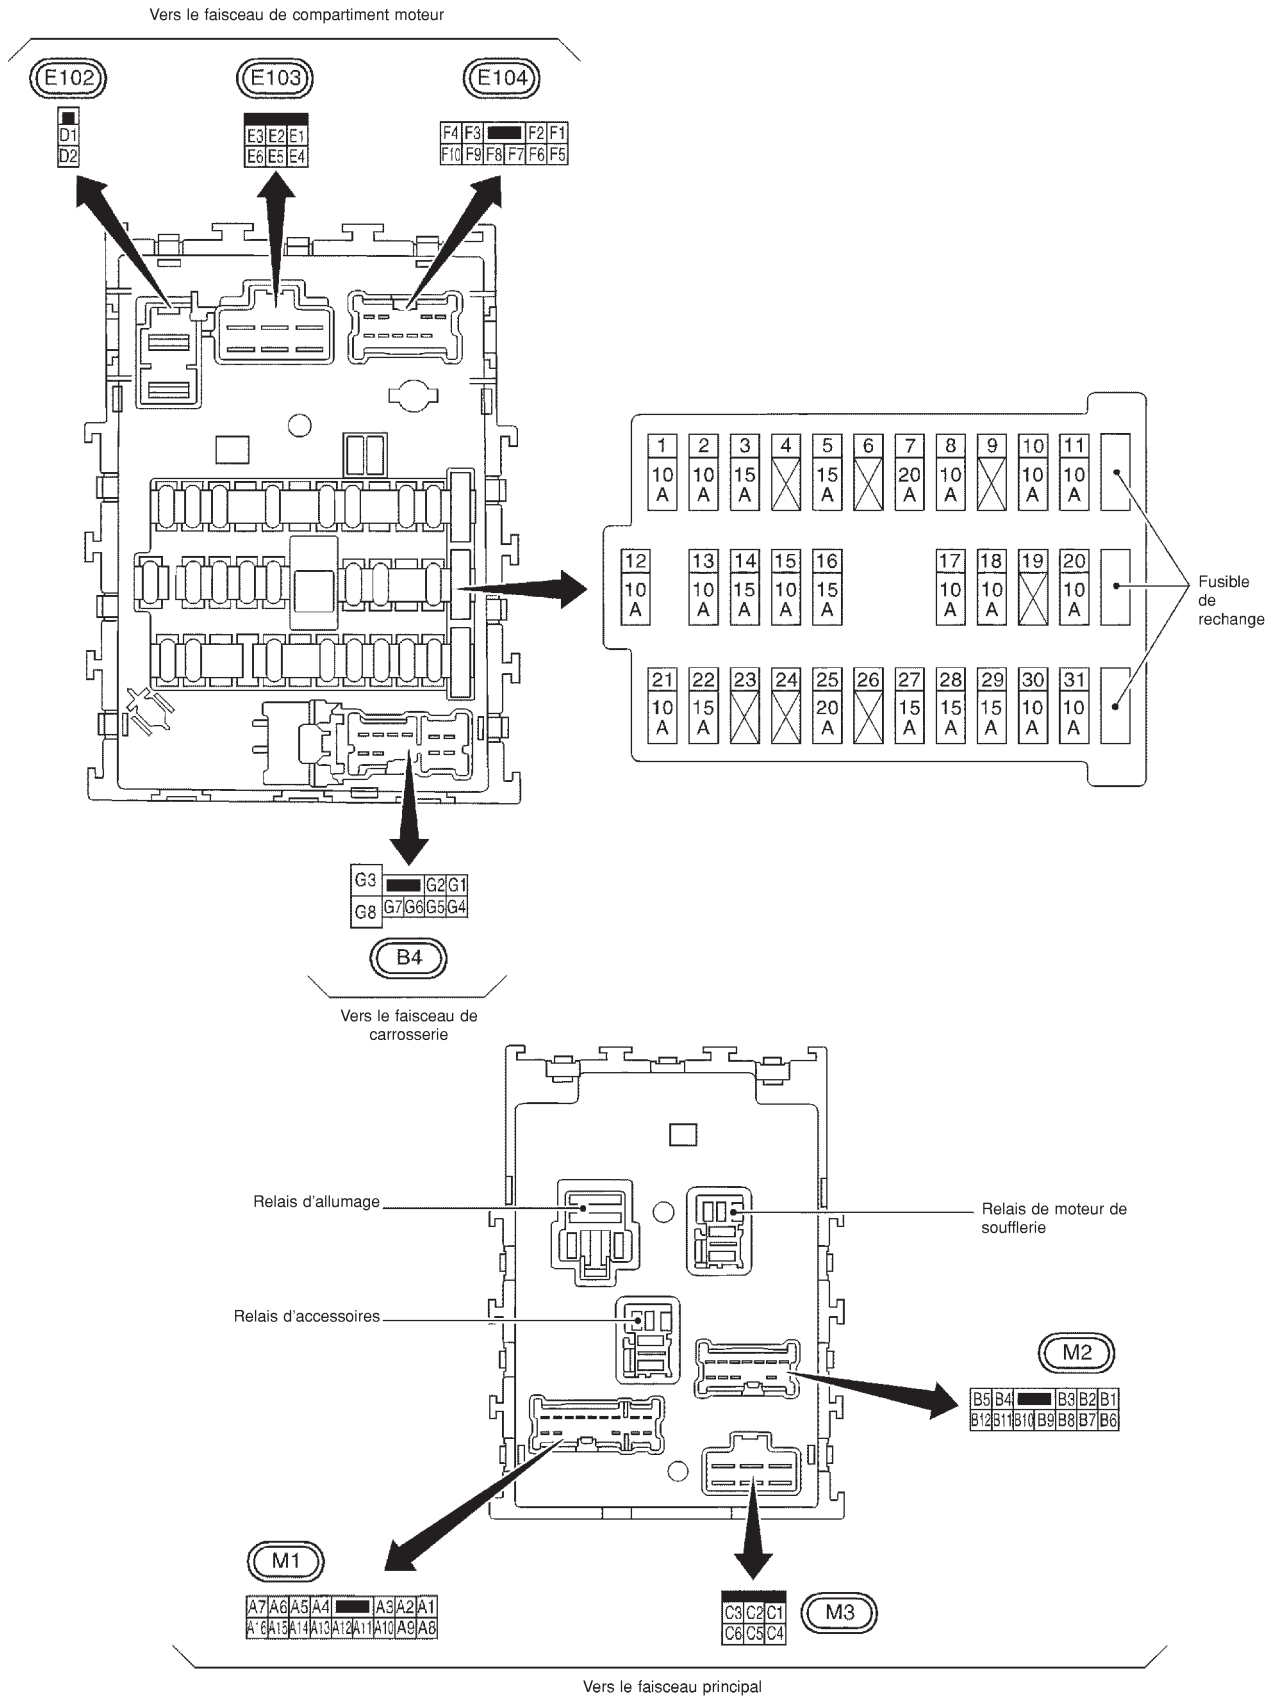 Vers le faisceau de compartiment moteur
E102 E103 E104
D1
D2
E3 E2 E1
E6 E5 E4
F4 F3 F2 F1
F10 F9 F8 F7 F6 F5
1 2 3 4 5 6 7 8 9 10 11
10 A 10 A 15 A 15 A 20 A 10 A 10 A 10 A
12 13 14 15 16 17 18 19 20
10 A 10 A 15 A 10 A 15 A 10 A 10 A 10 A
Fusible
de
rechange
21 22 23 24 25 26 27 28 29 30 31
10 A 15 A 20 A 15 A 15 A 15 A 10 A 10 A
G3 G2 G1
G8 G7 G6 G5 G4
B4
Vers le faisceau de
carrosserie
Relais d'allumage
Relais de moteur de
soufflerie
Relais d'accessoires
M2
B5 B4 B3 B2 B1
B12 B11 B10 B9 B8 B7 B6
M1
A7 A6 A5 A4 A3 A2 A1
A16 A15 A14 A13 A12 A11 A10 A9 A8
C3 C2 C1
C6 C5 C4
M3
Vers le faisceau principal